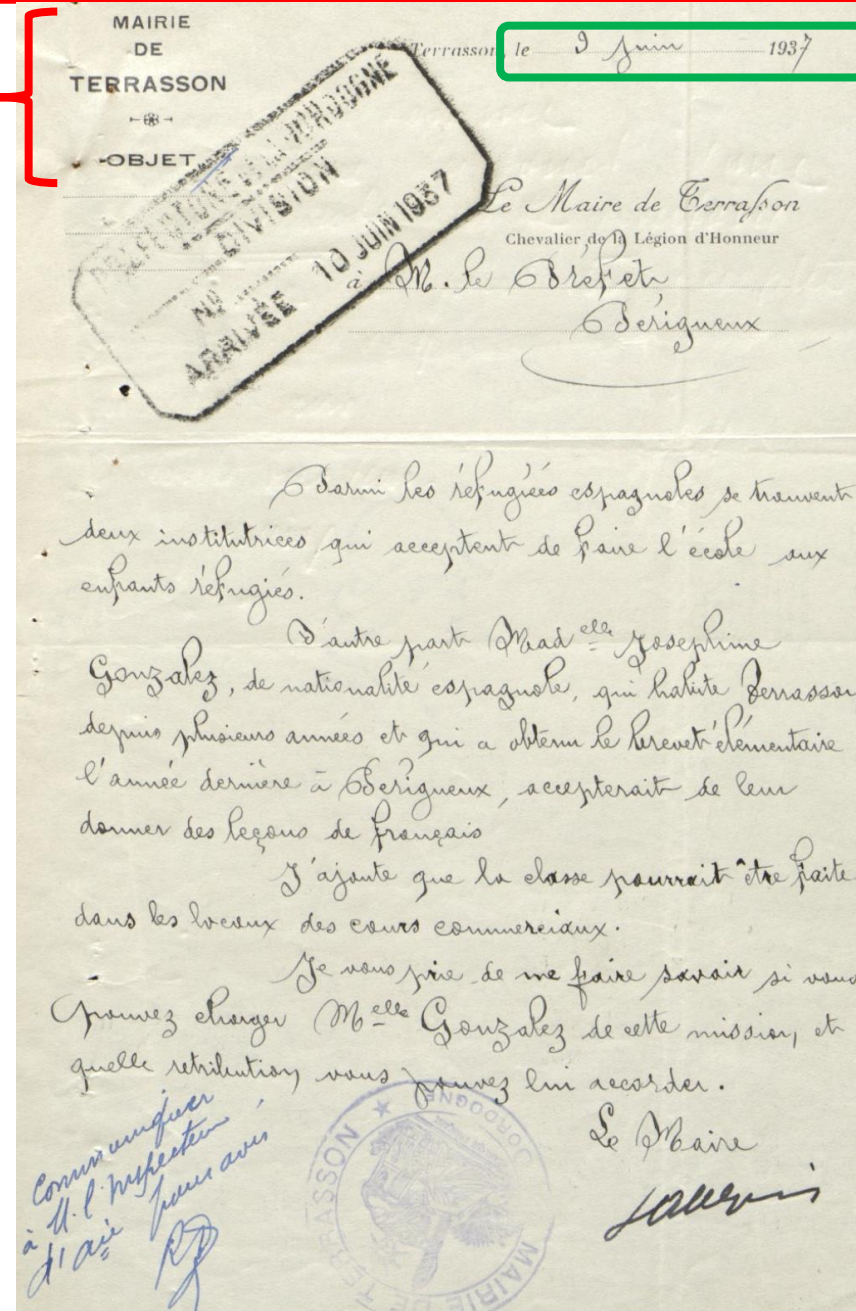 MAIRIE
DE
TERRASSON
OBJET
Terrasson, le 9 Juin 1937
PREFECTURE DE LA DORDOGNE
DIVISION
No
ARRIVÉE 10 JUIN 1937
Le Maire de Terrasson
Chevalier de la Légion d'Honneur
à M. le Préfet
Périgueux
Parmi les réfugiées espagnoles se trouvent
deux institutrices qui acceptent de faire l'école aux
enfants réfugiés.
D'autre part Mad elle Josephine
Gonzalez, de nationalité espagnole, qui habite Terrasson
depuis plusieurs années et qui a obtenu le brevet élémentaire
l'année dernière à Périgueux, accepterait de leur
donner des leçons de français
J'ajoute que la classe pourrait être faite
dans les locaux des cours commerciaux.
Je vous prie de me faire savoir si vous
pouvez charger Melle Gonzalez de cette mission, et
quelle retribution, vous pouvez lui accorder.
Le Maire
communiquer
à M. l'Inspecteur
d'Acie pour avis
MAIRIE DE TERRASSON
DORDOGNE